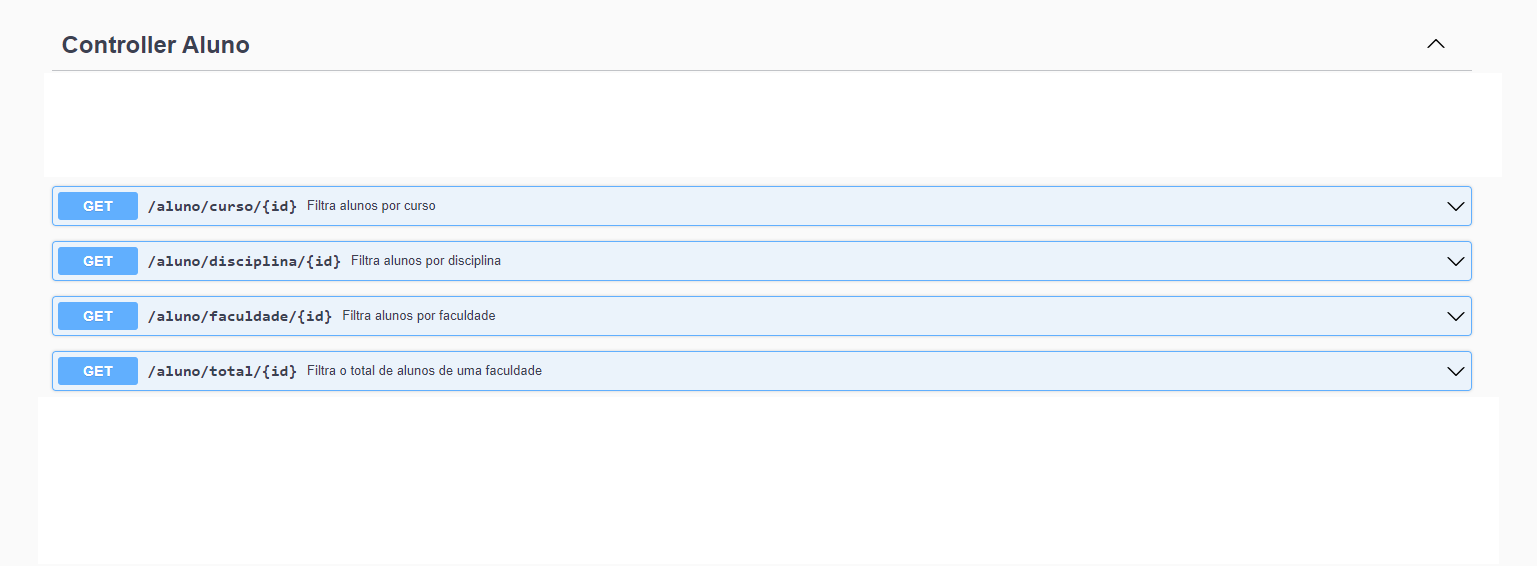 Controller Aluno
GET /aluno/curso/{id} Filtra alunos por curso
GET /aluno/disciplina/{id} Filtra alunos por disciplina
GET /aluno/faculdade/{id} Filtra alunos por faculdade
GET /aluno/total/{id} Filtra o total de alunos de uma faculdade